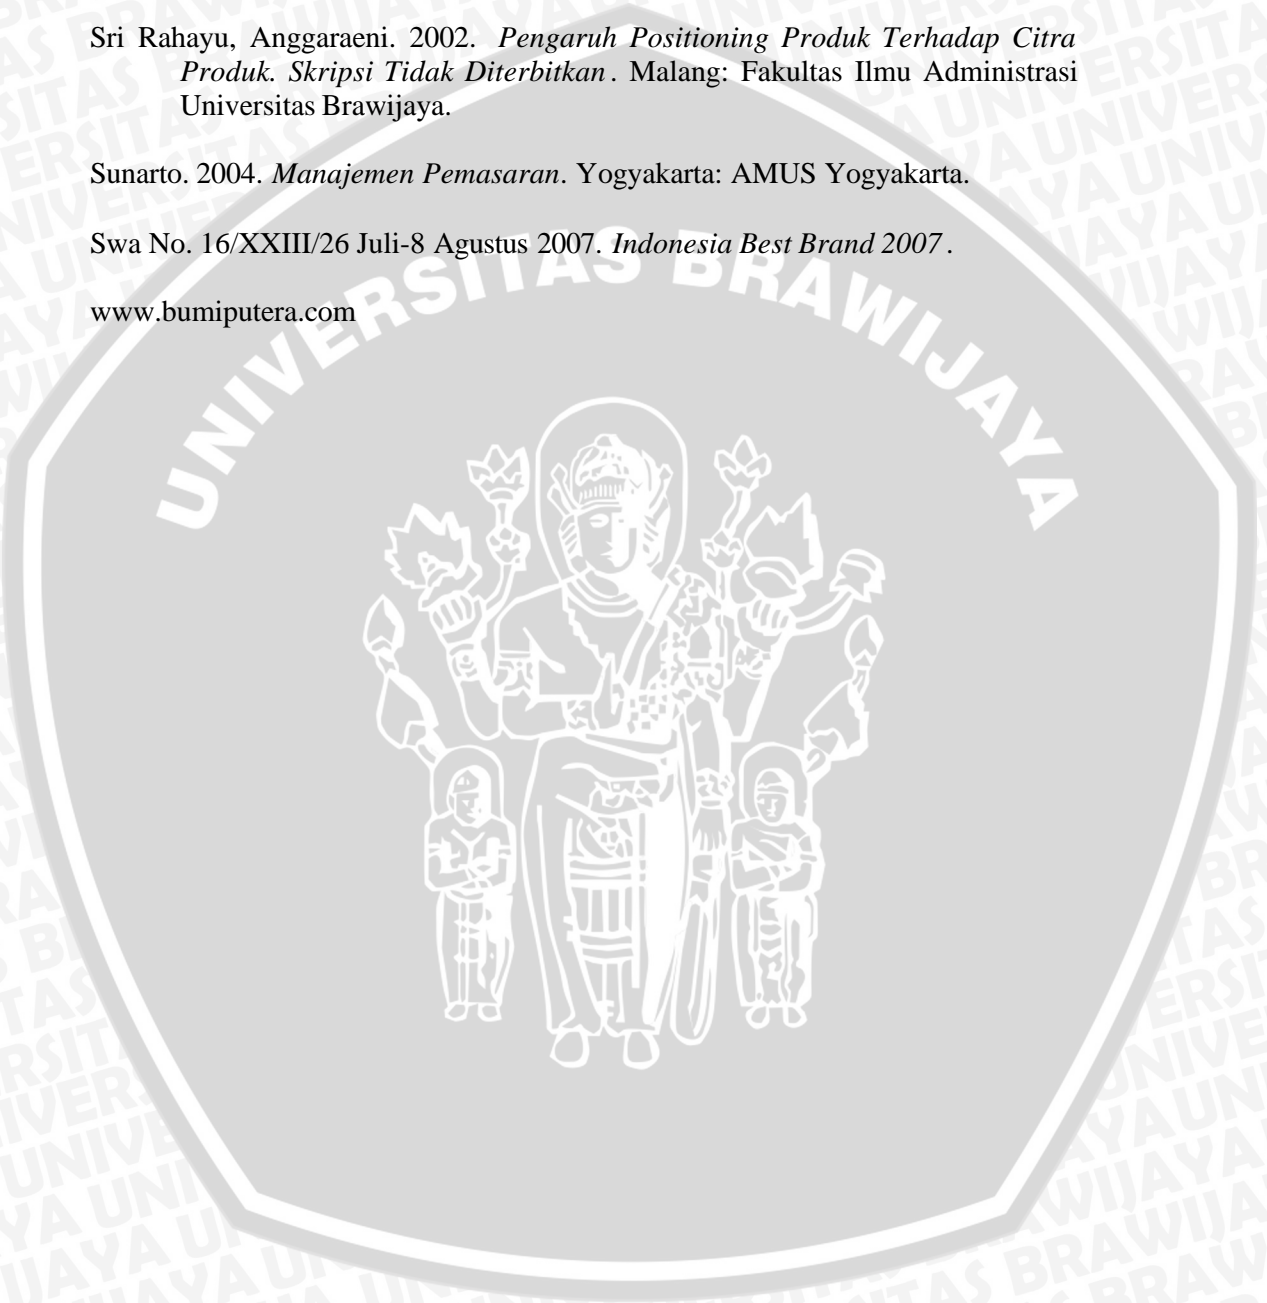 Sri Rahayu, Anggaraeni. 2002. Pengaruh Positioning Produk Terhadap Citra
Produk. Skripsi Tidak Diterbitkan. Malang: Fakultas Ilmu Administrasi
Universitas Brawijaya.
Sunarto. 2004. Manajemen Pemasaran. Yogyakarta: AMUS Yogyakarta.
Swa No. 16/XXIII/26 Juli-8 Agustus 2007. Indonesia Best Brand 2007.
www.bumiputera.com
UNIVERSITAS BRAWIJAYA